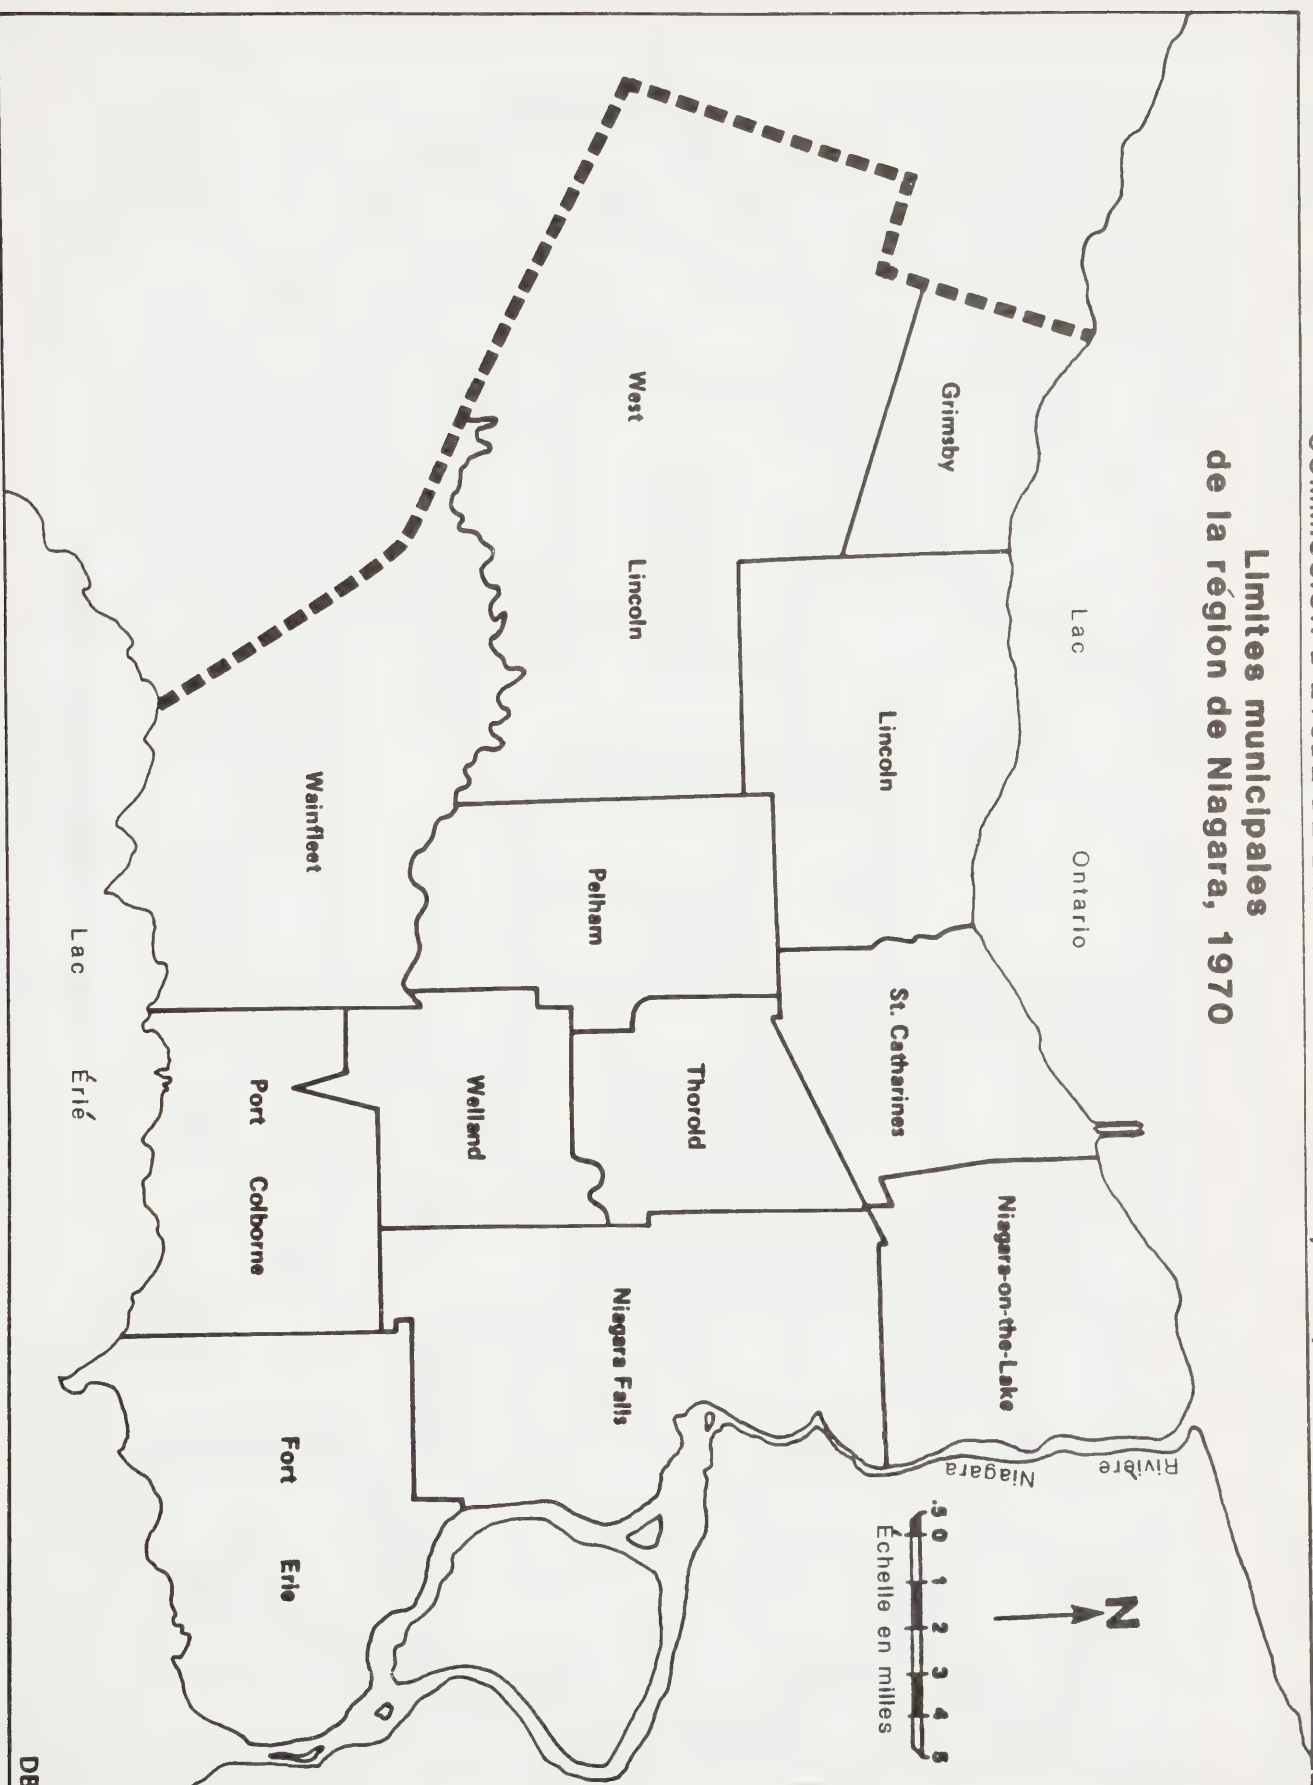 Limites municipales
de la région de Niagara, 1970
Lac Ontario
Grimsby
Lincoln
St. Catharines
Niagara-on-the-Lake
Rivière
Niagara
West Lincoln
Pelham
Thorold
Niagara Falls
Welland
Wainfleet
Port Colborne
Fort Erie
Lac Érié
N
.5 0 1 2 3 4 5
Échelle en milles